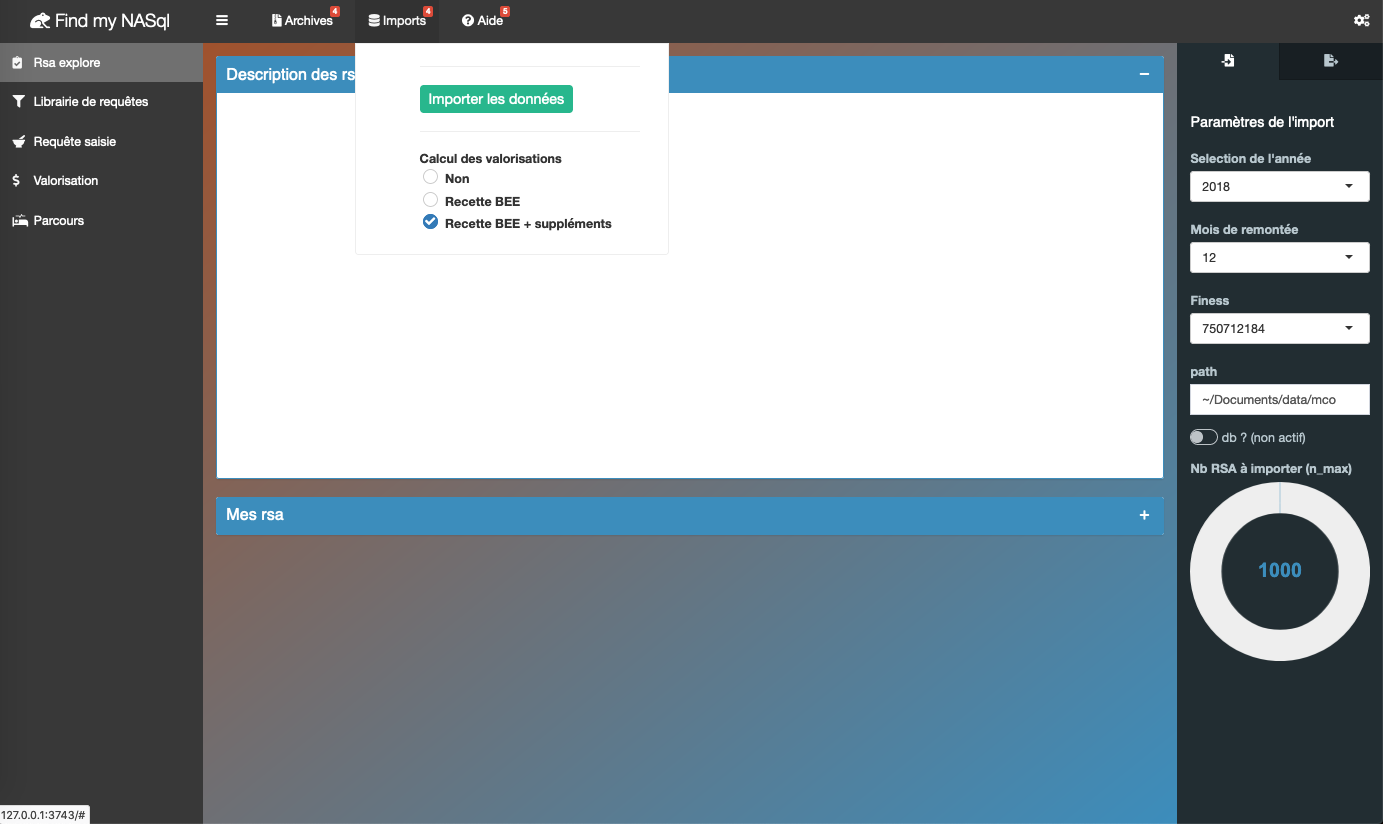 Find my NASql
Archives 4
Imports 4
Aide 5
Rsa explore
Librairie de requêtes
Requête saisie
Valorisation
Parcours
Description des rs
Importer les données
Calcul des valorisations
Non
Recette BEE
Recette BEE + suppléments
Mes rsa
Paramètres de l'import
Selection de l'année
2018
Mois de remontée
12
Finess
750712184
path
~/Documents/data/mco
db ? (non actif)
Nb RSA à importer (n_max)
1000
127.0.0.1:3743/#